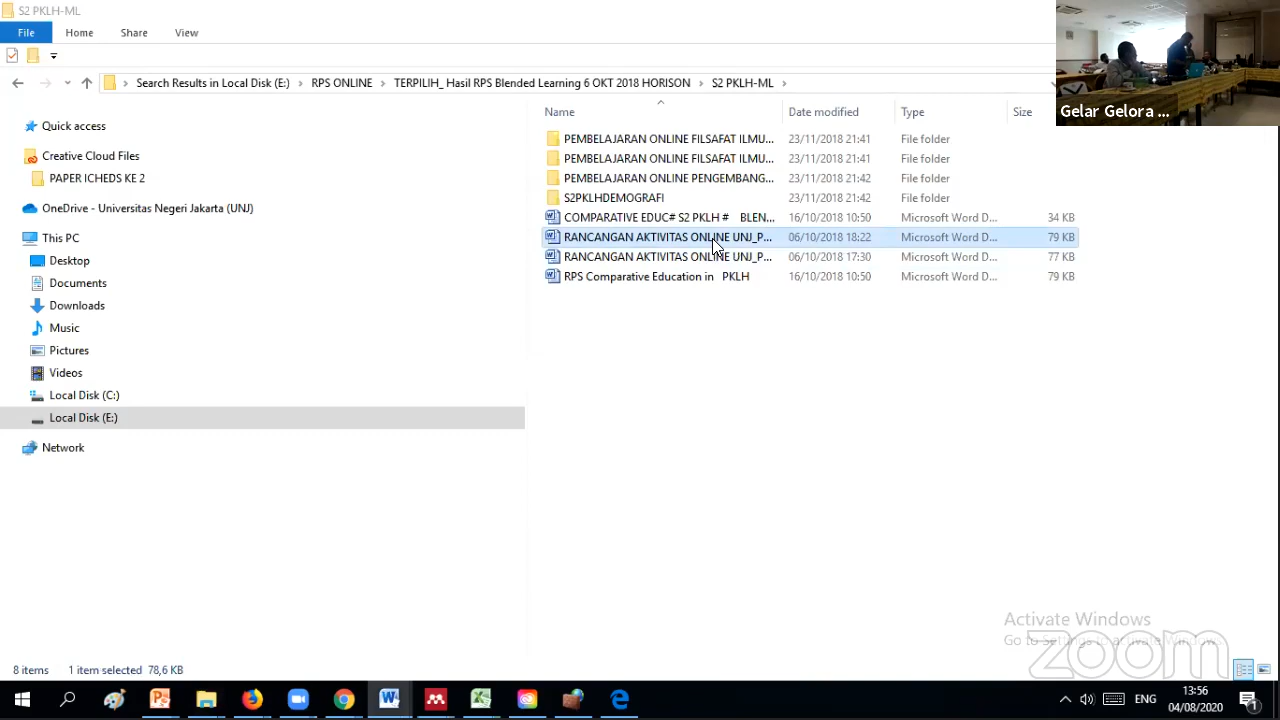 S2 PKLH-ML
File Home Share View
Search Results in Local Disk (E:) RPS ONLINE TERPILIH_ Hasil RPS Blended Learning 6 OKT 2018 HORISON S2 PKLH-ML
Gelar Gelora ...
Name Date modified Type Size
Quick access
Creative Cloud Files
PAPER ICHEDS KE 2
OneDrive - Universitas Negeri Jakarta (UNJ)
This PC
Desktop
Documents
Downloads
Music
Pictures
Videos
Local Disk (C:)
Local Disk (E:)
Network
PEMBELAJARAN ONLINE FILSAFAT ILMU... 23/11/2018 21:41 File folder
PEMBELAJARAN ONLINE FILSAFAT ILMU... 23/11/2018 21:41 File folder
PEMBELAJARAN ONLINE PENGEMBANG... 23/11/2018 21:42 File folder
S2PKLHDEMOGRAFI 23/11/2018 21:42 File folder
COMPARATIVE EDUC# S2 PKLH # BLEN... 16/10/2018 10:50 Microsoft Word D... 34 KB
RANCANGAN AKTIVITAS ONLINE UNJ_P... 06/10/2018 18:22 Microsoft Word D... 79 KB
RANCANGAN AKTIVITAS ONLINE UNJ_P... 06/10/2018 17:30 Microsoft Word D... 77 KB
RPS Comparative Education in PKLH 16/10/2018 10:50 Microsoft Word D... 79 KB
Activate Windows
Go to Settings to activate Windows.
zoom
8 items 1 item selected 78,6 KB
ENG
13:56
04/08/2020
1